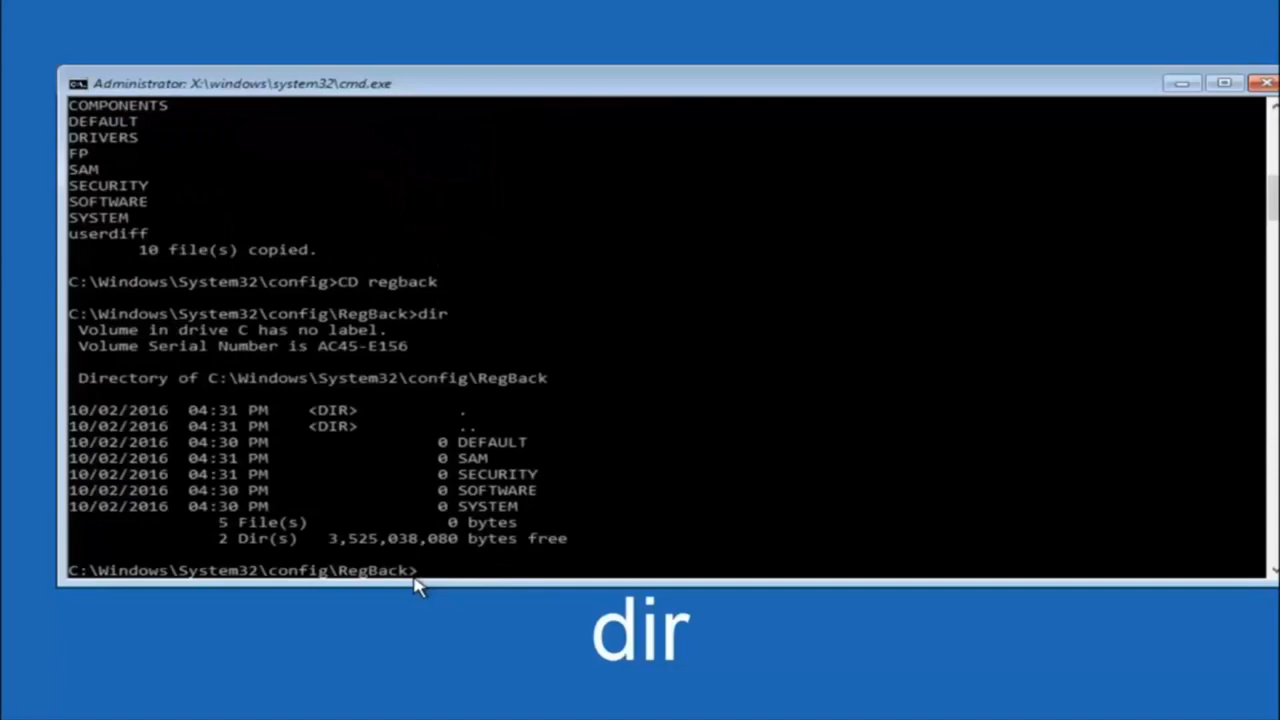 Administrator: X:\windows\system32\cmd.exe
COMPONENTS
DEFAULT
DRIVERS
FP
SAM
SECURITY
SOFTWARE
SYSTEM
userdiff
       10 file(s) copied.
C:\Windows\System32\config>CD regback
C:\Windows\System32\config\RegBack>dir
 Volume in drive C has no label.
 Volume Serial Number is AC45-E156
 Directory of C:\Windows\System32\config\RegBack
10/02/2016  04:31 PM    <DIR>          .
10/02/2016  04:31 PM    <DIR>          ..
10/02/2016  04:30 PM                 0 DEFAULT
10/02/2016  04:31 PM                 0 SAM
10/02/2016  04:31 PM                 0 SECURITY
10/02/2016  04:30 PM                 0 SOFTWARE
10/02/2016  04:30 PM                 0 SYSTEM
               5 File(s)              0 bytes
               2 Dir(s)   3,525,038,080 bytes free
C:\Windows\System32\config\RegBack>
dir